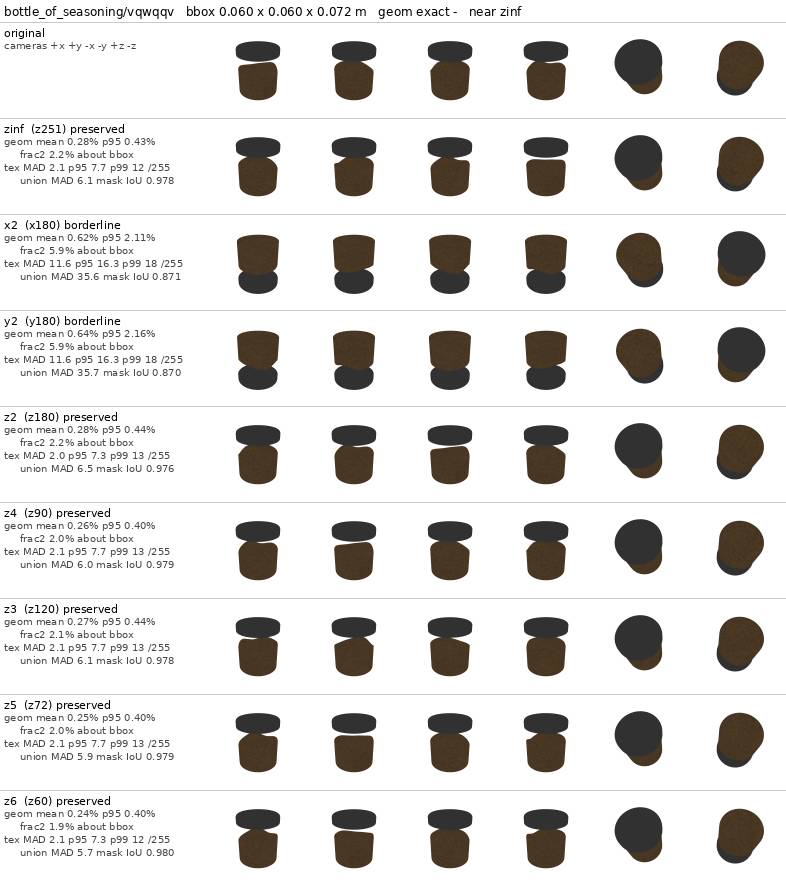 bottle_of_seasoning/vqwqqv bbox 0.060 x 0.060 x 0.072 m geom exact - near zinf
original
cameras +x +y -x -y +z -z
zinf (z251) preserved
geom mean 0.28% p95 0.43%
frac2 2.2% about bbox
tex MAD 2.1 p95 7.7 p99 12 /255
union MAD 6.1 mask IoU 0.978
x2 (x180) borderline
geom mean 0.62% p95 2.11%
frac2 5.9% about bbox
tex MAD 11.6 p95 16.3 p99 18 /255
union MAD 35.6 mask IoU 0.871
y2 (y180) borderline
geom mean 0.64% p95 2.16%
frac2 5.9% about bbox
tex MAD 11.6 p95 16.3 p99 18 /255
union MAD 35.7 mask IoU 0.870
z2 (z180) preserved
geom mean 0.28% p95 0.44%
frac2 2.2% about bbox
tex MAD 2.0 p95 7.3 p99 13 /255
union MAD 6.5 mask IoU 0.976
z4 (z90) preserved
geom mean 0.26% p95 0.40%
frac2 2.0% about bbox
tex MAD 2.1 p95 7.7 p99 13 /255
union MAD 6.0 mask IoU 0.979
z3 (z120) preserved
geom mean 0.27% p95 0.44%
frac2 2.1% about bbox
tex MAD 2.1 p95 7.7 p99 13 /255
union MAD 6.1 mask IoU 0.978
z5 (z72) preserved
geom mean 0.25% p95 0.40%
frac2 2.0% about bbox
tex MAD 2.1 p95 7.7 p99 13 /255
union MAD 5.9 mask IoU 0.979
z6 (z60) preserved
geom mean 0.24% p95 0.40%
frac2 1.9% about bbox
tex MAD 2.1 p95 7.3 p99 12 /255
union MAD 5.7 mask IoU 0.980